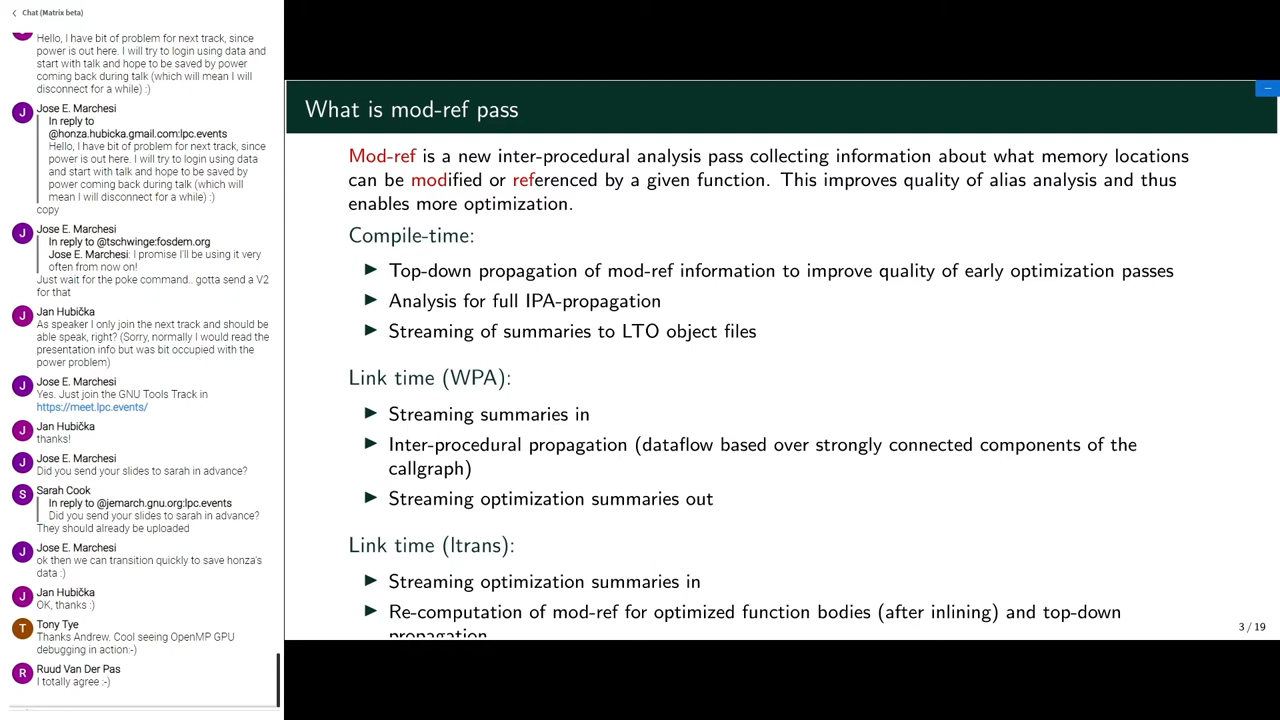 Chat (Matrix beta)
Hello, I have bit of problem for next track, since
power is out here. I will try to login using data and
start with talk and hope to be saved by power
coming back during talk (which will mean I will
disconnect for a while) :)
J
Jose E. Marchesi
In reply to
@honza.hubicka.gmail.com:lpc.events
Hello, I have bit of problem for next track,
since power is out here. I will try to login
using data and start with talk and hope to
be saved by power coming back during
talk (which will
mean I will disconnect for a while) :)
copy
J
Jose E. Marchesi
In reply to @tschwinge:fosdem.org
Jose E. Marchesi: I promise I'll be using it very
often from now on!
Just wait for the poke command.. gotta send a V2
for that
J
Jan Hubička
As speaker I only join the next track and should be
able speak, right? (Sorry, normally I would read the
presentation info but was bit occupied with the
power problem)
J
Jose E. Marchesi
Yes. Just join the GNU Tools Track in
https://meet.lpc.events/
J
Jan Hubička
thanks!
J
Jose E. Marchesi
Did you send your slides to sarah in advance?
S
Sarah Cook
In reply to @jemarch.gnu.org:lpc.events
Did you send your slides to sarah in advance?
They should already be uploaded
J
Jose E. Marchesi
ok then we can transition quickly to save honza's
data :)
J
Jan Hubička
OK, thanks :)
T
Tony Tye
Thanks Andrew. Cool seeing OpenMP GPU
debugging in action:-)
R
Ruud Van Der Pas
I totally agree :-)
What is mod-ref pass
Mod-ref is a new inter-procedural analysis pass collecting information about what memory locations
can be modified or referenced by a given function. This improves quality of alias analysis and thus
enables more optimization.
Compile-time:
Top-down propagation of mod-ref information to improve quality of early optimization passes
Analysis for full IPA-propagation
Streaming of summaries to LTO object files
Link time (WPA):
Streaming summaries in
Inter-procedural propagation (dataflow based over strongly connected components of the
callgraph)
Streaming optimization summaries out
Link time (ltrans):
Streaming optimization summaries in
Re-computation of mod-ref for optimized function bodies (after inlining) and top-down
propagation
3 / 19